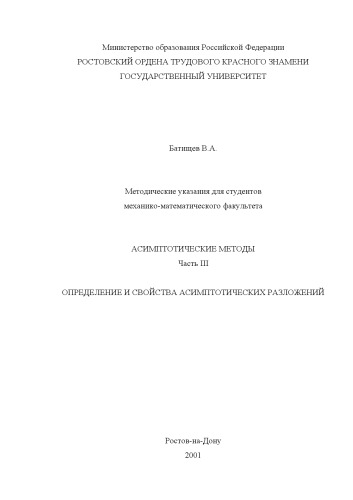 Министерство образования Российской Федерации
РОСТОВСКИЙ ОРДЕНА ТРУДОВОГО КРАСНОГО ЗНАМЕНИ
ГОСУДАРСТВЕННЫЙ УНИВЕРСИТЕТ
Батищев В.А.
Методические указания для студентов
механико-математического факультета
АСИМПТОТИЧЕСКИЕ МЕТОДЫ
Часть III
ОПРЕДЕЛЕНИЕ И СВОЙСТВА АСИМПТОТИЧЕСКИХ РАЗЛОЖЕНИЙ
Ростов-на-Дону
2001